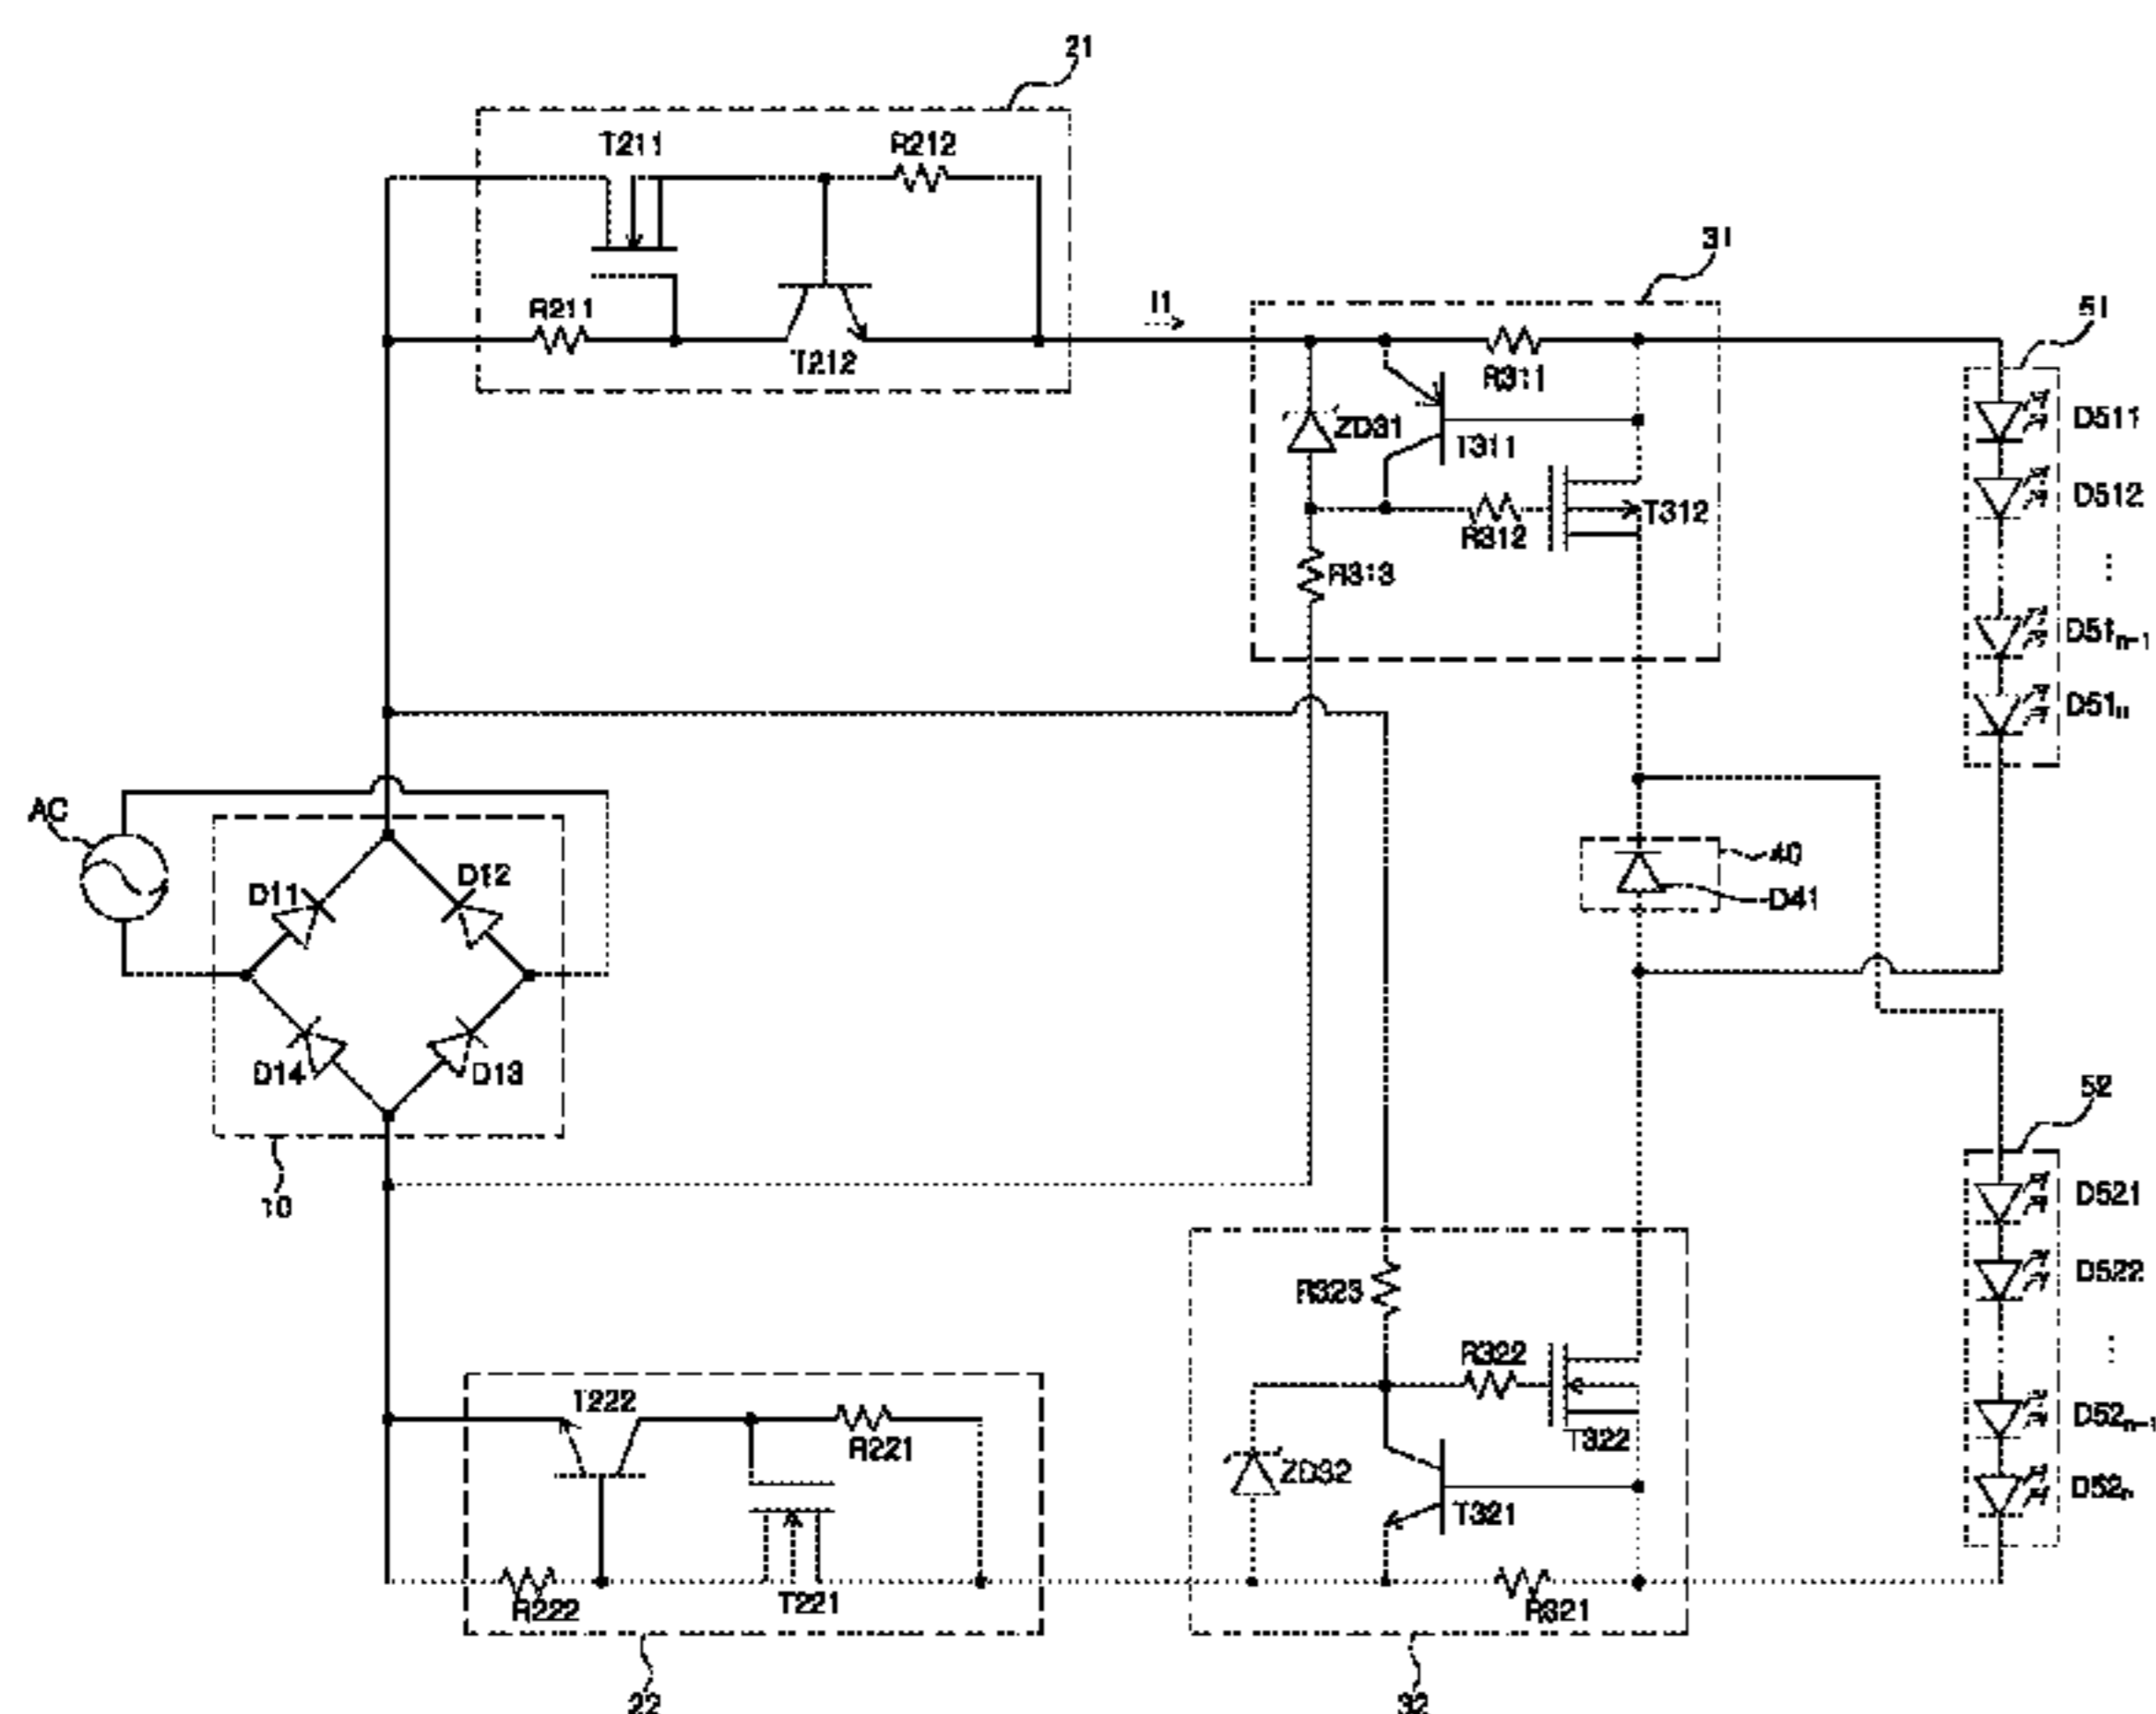 21
T211
R212
R211
T212
I1
31
R311
ZD31
T311
T312
R312
R313
51
D511
D512
⋮
D51n-1
D51n
AC
D11
D12
D14
D13
10
40
D41
52
D521
D522
⋮
D52n-1
D52n
R323
R322
T322
ZD32
T321
R321
32
T222
R221
R222
T221
22